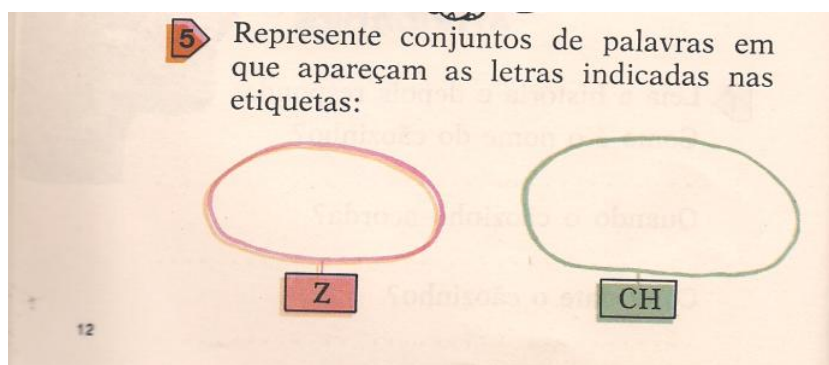 5 Represente conjuntos de palavras em
que apareçam as letras indicadas nas
etiquetas:
Z
CH
12